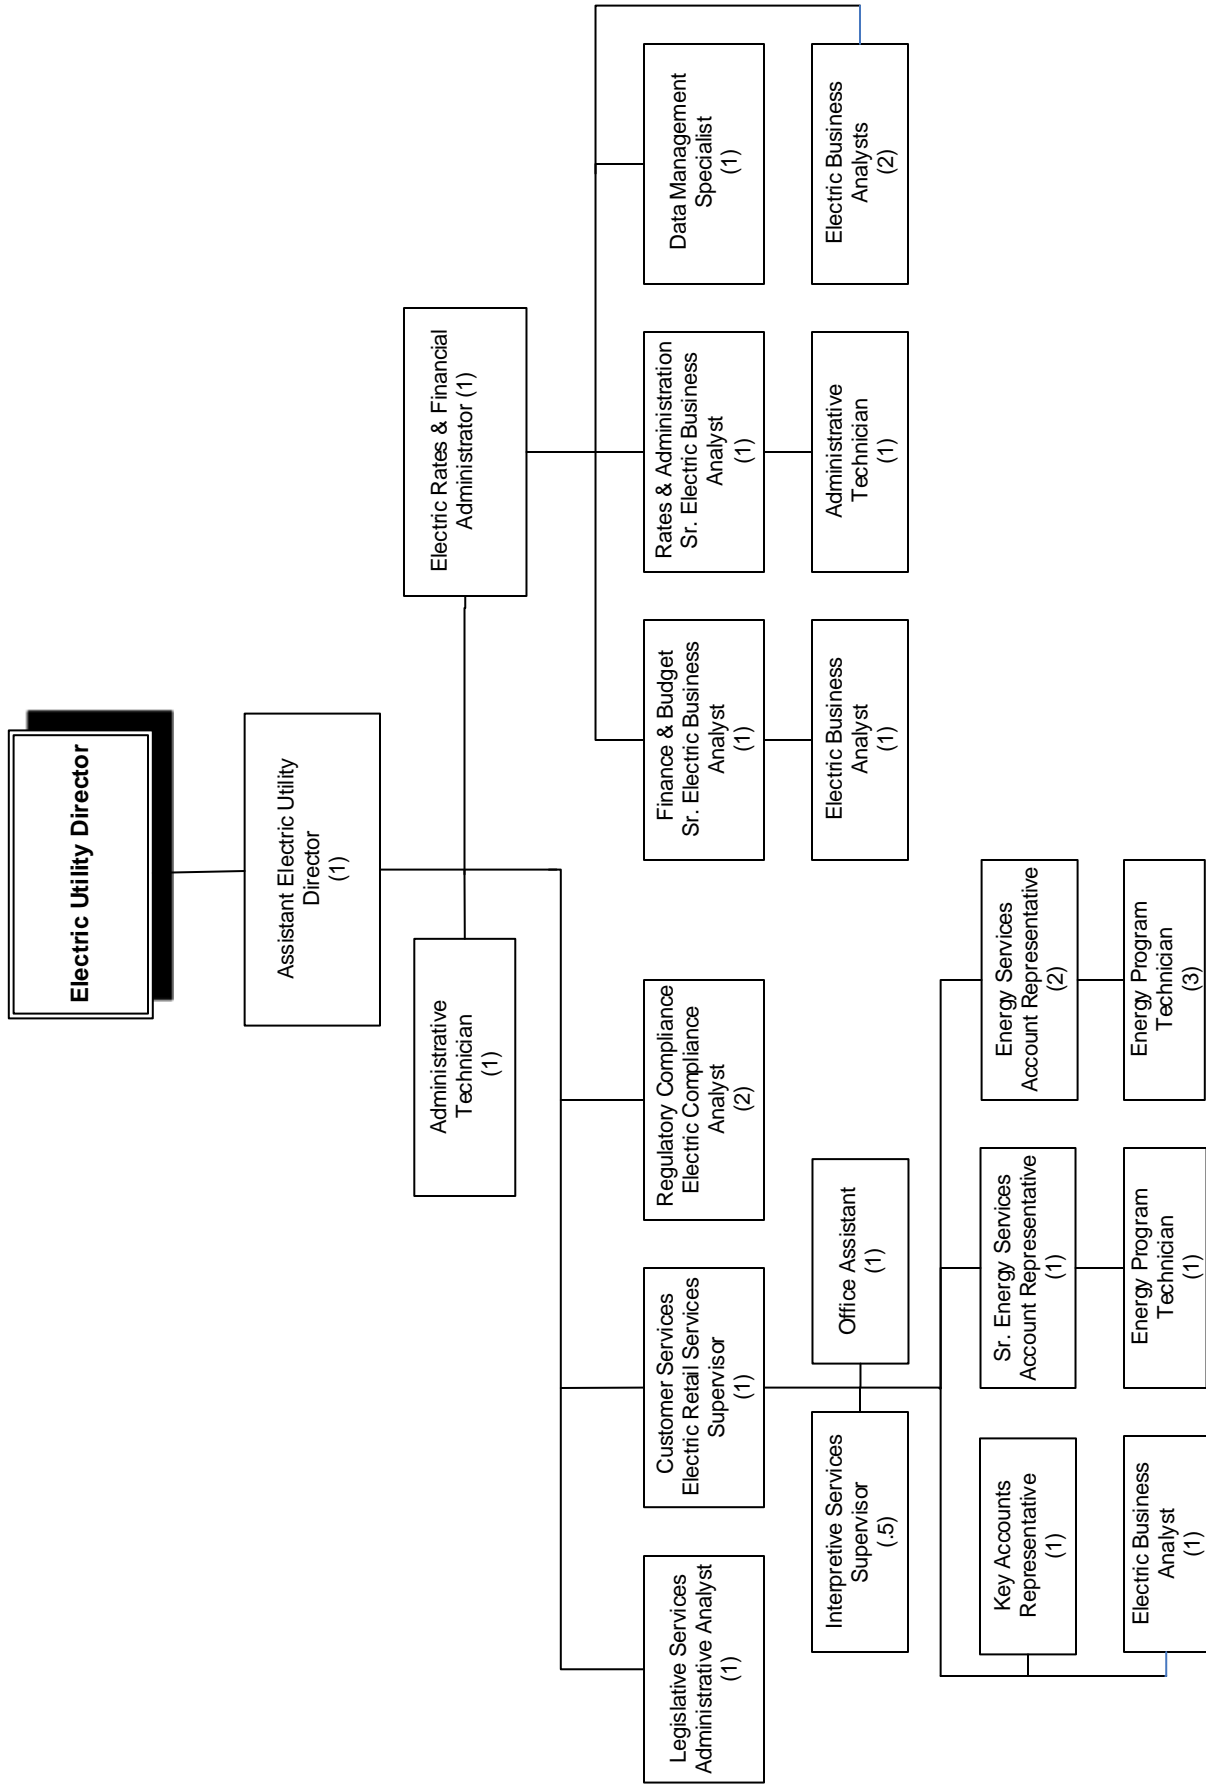 Electric Utility Director
Assistant Electric Utility
Director
(1)
Administrative
Technician
(1)
Electric Rates & Financial
Administrator (1)
Legislative Services
Administrative Analyst
(1)
Customer Services
Electric Retail Services
Supervisor
(1)
Regulatory Compliance
Electric Compliance
Analyst
(2)
Finance & Budget
Sr. Electric Business
Analyst
(1)
Rates & Administration
Sr. Electric Business
Analyst
(1)
Data Management
Specialist
(1)
Interpretive Services
Supervisor
(.5)
Office Assistant
(1)
Electric Business
Analyst
(1)
Administrative
Technician
(1)
Electric Business
Analysts
(2)
Key Accounts
Representative
(1)
Sr. Energy Services
Account Representative
(1)
Energy Services
Account Representative
(2)
Electric Business
Analyst
(1)
Energy Program
Technician
(1)
Energy Program
Technician
(3)